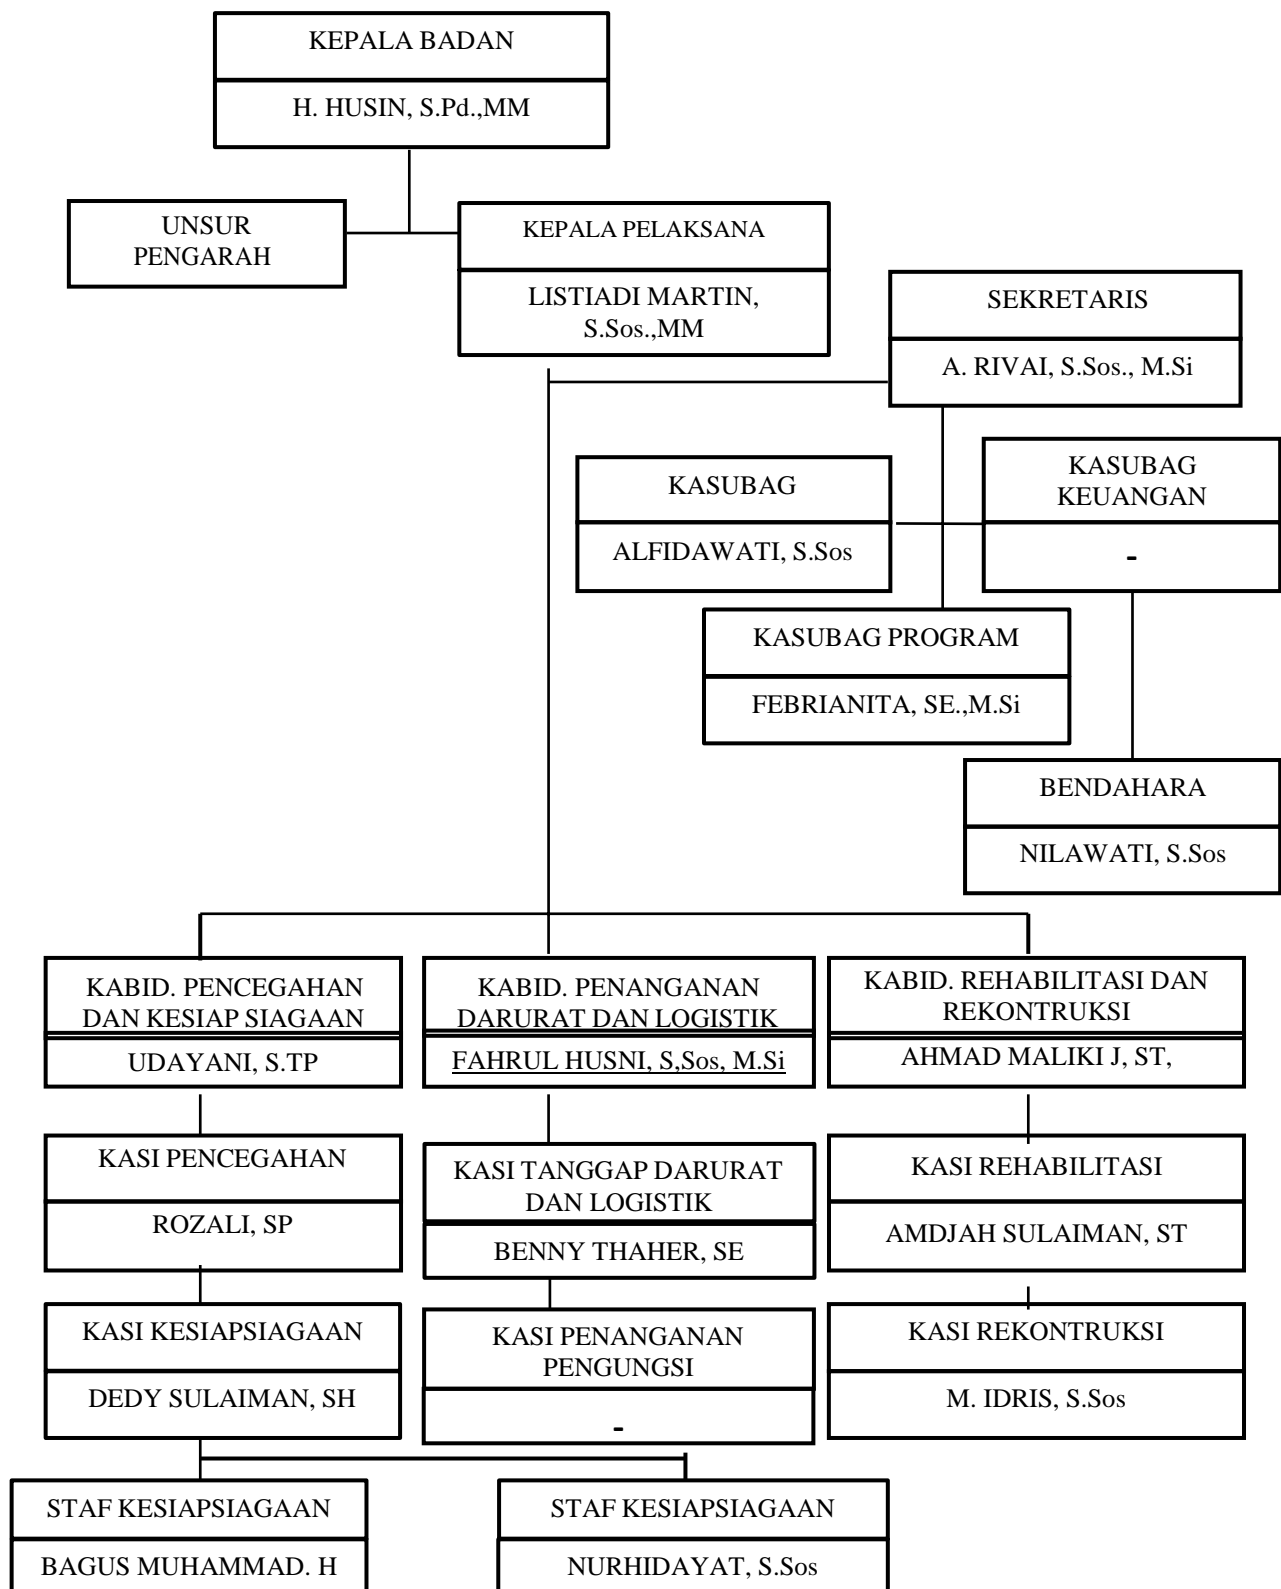 KEPALA BADAN
H. HUSIN, S.Pd.,MM
UNSUR
PENGARAH
KEPALA PELAKSANA
LISTIADI MARTIN,
S.Sos.,MM
SEKRETARIS
A. RIVAI, S.Sos., M.Si
KASUBAG
ALFIDAWATI, S.Sos
KASUBAG
KEUANGAN
-
KASUBAG PROGRAM
FEBRIANITA, SE.,M.Si
BENDAHARA
NILAWATI, S.Sos
KABID. PENCEGAHAN
DAN KESIAP SIAGAAN
UDAYANI, S.TP
KABID. PENANGANAN
DARURAT DAN LOGISTIK
FAHRUL HUSNI, S,Sos, M.Si
KABID. REHABILITASI DAN
REKONTRUKSI
AHMAD MALIKI J, ST,
KASI PENCEGAHAN
ROZALI, SP
KASI TANGGAP DARURAT
DAN LOGISTIK
BENNY THAHER, SE
KASI REHABILITASI
AMDJAH SULAIMAN, ST
KASI KESIAPSIAGAAN
DEDY SULAIMAN, SH
KASI PENANGANAN
PENGUNGSI
-
KASI REKONTRUKSI
M. IDRIS, S.Sos
STAF KESIAPSIAGAAN
BAGUS MUHAMMAD. H
STAF KESIAPSIAGAAN
NURHIDAYAT, S.Sos